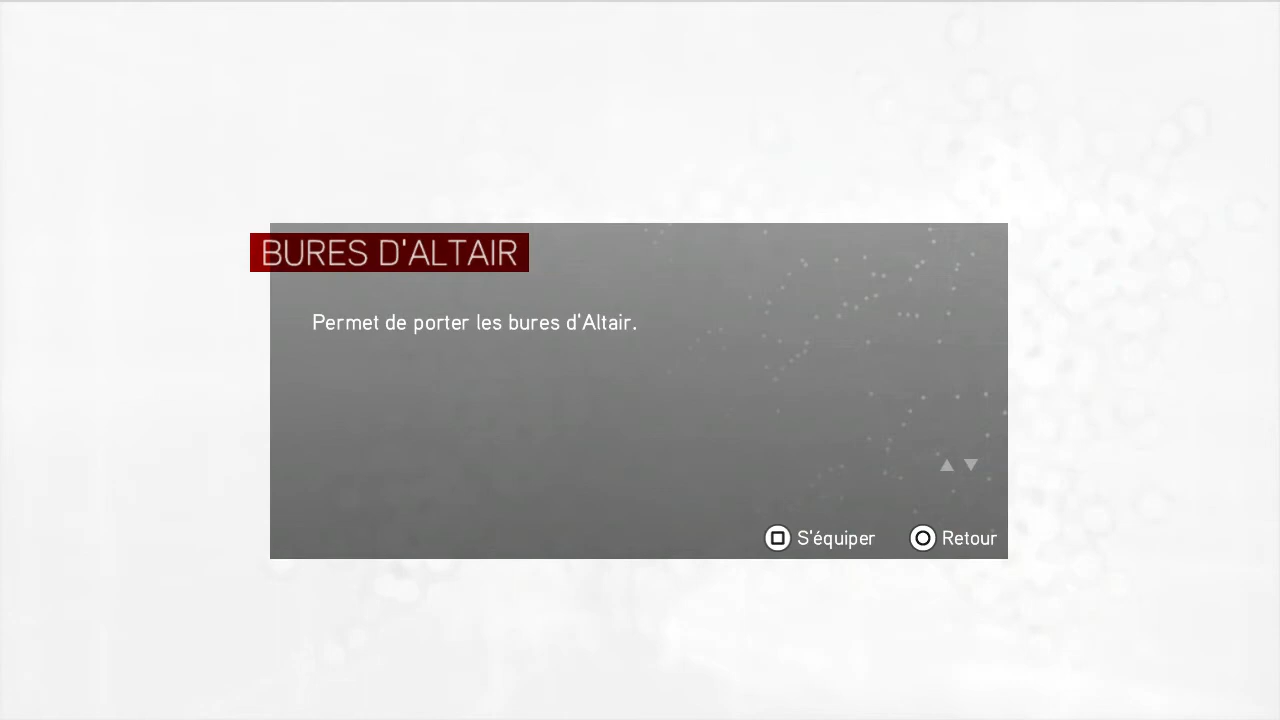 BURES D'ALTAIR
Permet de porter les bures d'Altair.
S'équiper Retour